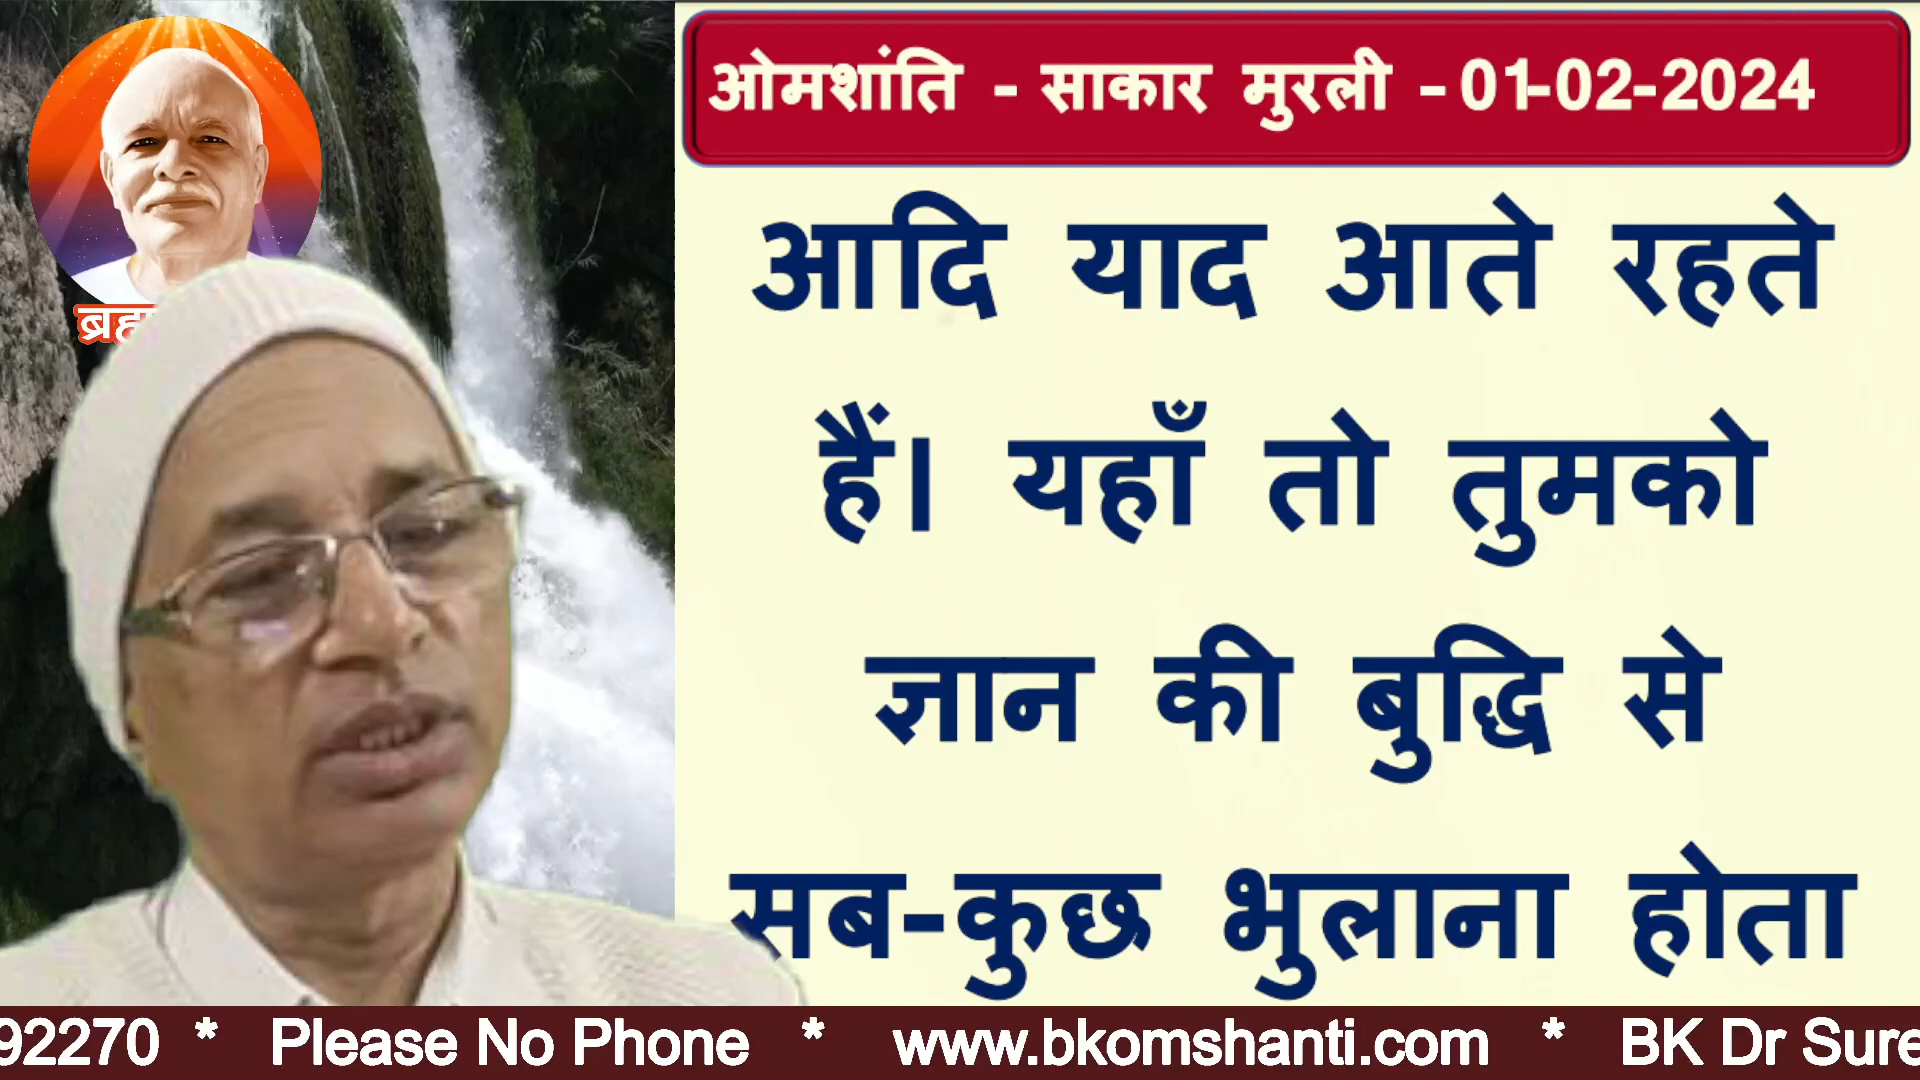 ओमशांति - साकार मुरली - 01-02-2024
आदि याद आते रहते
हैं। यहाँ तो तुमको
ज्ञान की बुद्धि से
सब-कुछ भुलाना होता
92270 * Please No Phone * www.bkomshanti.com * BK Dr Sure